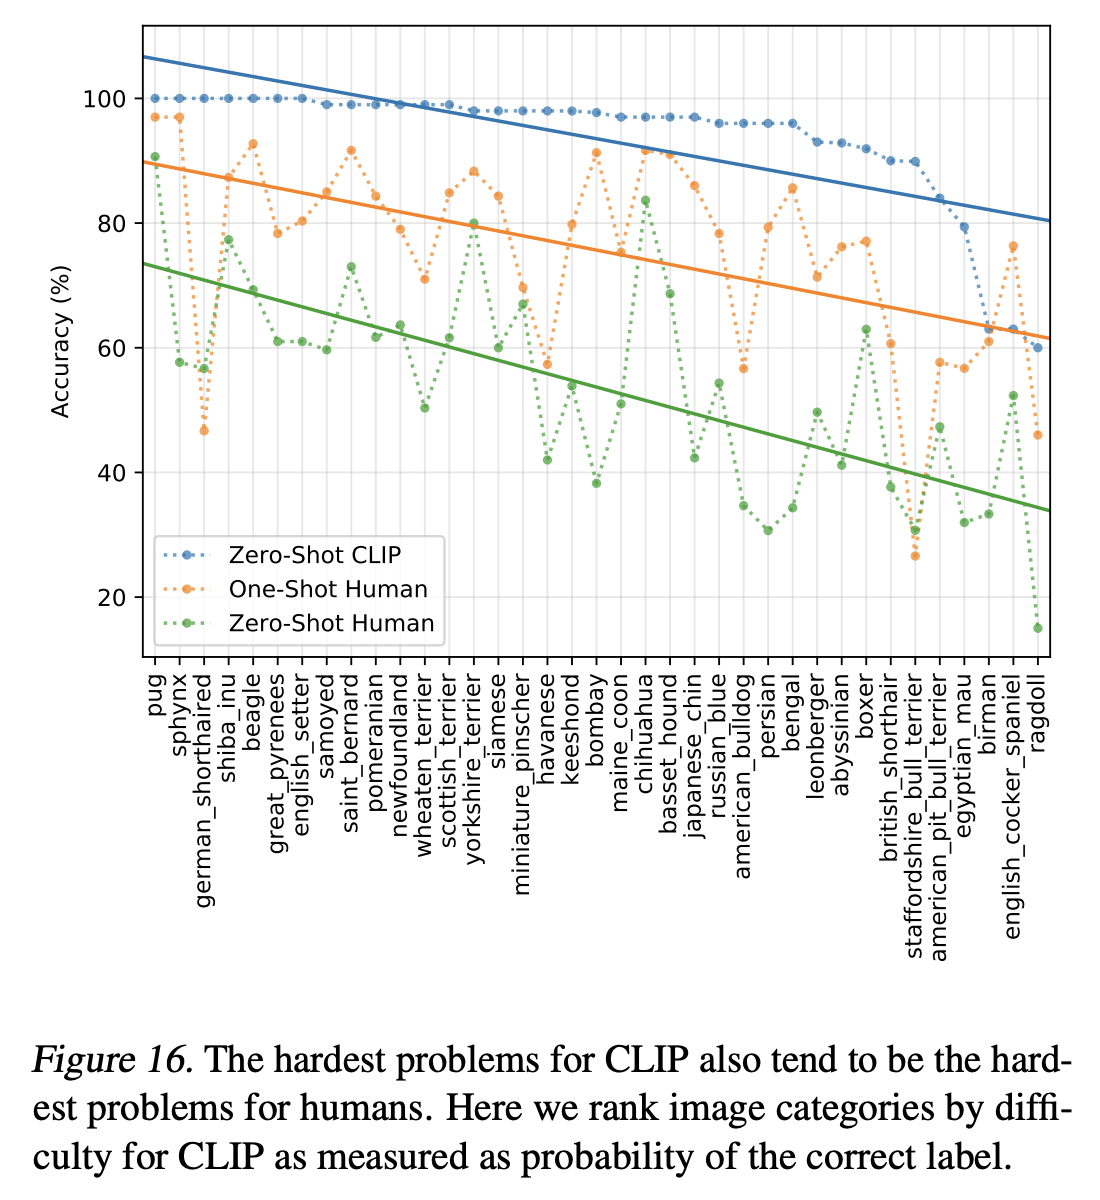 100
80
60
40
20
Accuracy (%)
Zero-Shot CLIP
One-Shot Human
Zero-Shot Human
pug
sphynx
german_shorthaired
shiba_inu
beagle
great_pyrenees
english_setter
samoyed
saint_bernard
pomeranian
newfoundland
wheaten_terrier
scottish_terrier
yorkshire_terrier
siamese
miniature_pinscher
havanese
keeshond
bombay
maine_coon
chihuahua
basset_hound
japanese_chin
russian_blue
american_bulldog
persian
bengal
leonberger
abyssinian
boxer
british_shorthair
staffordshire_bull_terrier
american_pit_bull_terrier
egyptian_mau
birman
english_cocker_spaniel
ragdoll
Figure 16. The hardest problems for CLIP also tend to be the hard-
est problems for humans. Here we rank image categories by diffi-
culty for CLIP as measured as probability of the correct label.